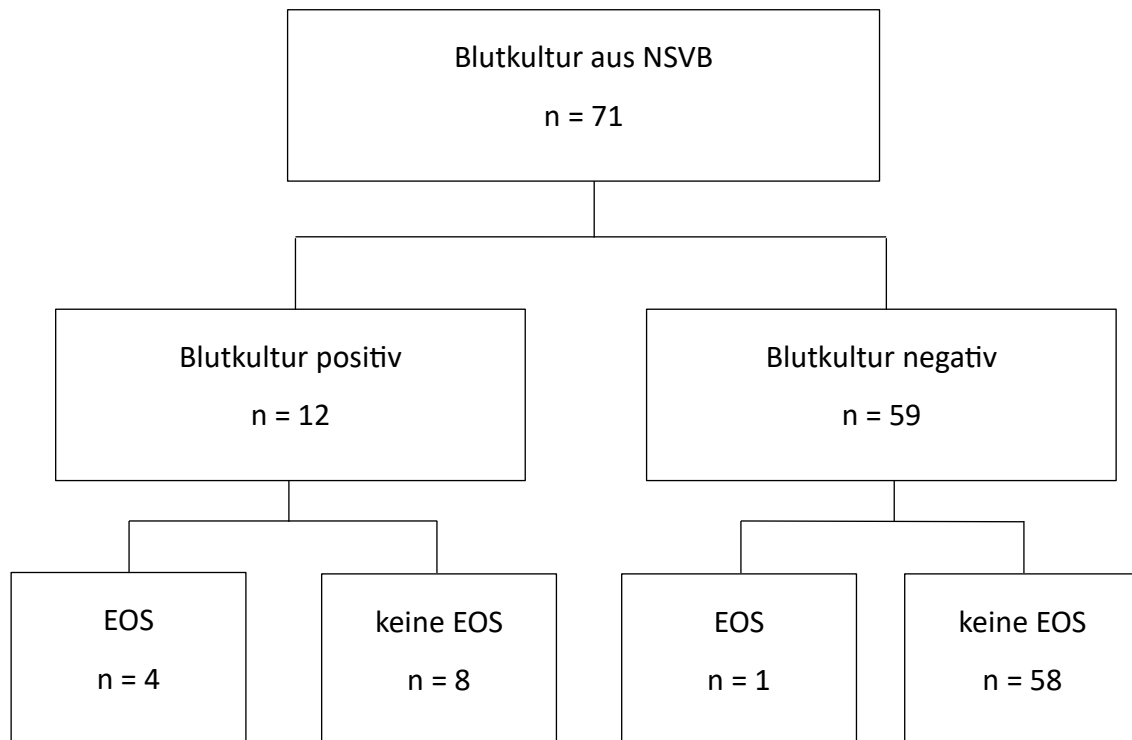 Blutkultur aus NSVB
n = 71
Blutkultur positiv
n = 12
Blutkultur negativ
n = 59
EOS
n = 4
keine EOS
n = 8
EOS
n = 1
keine EOS
n = 58